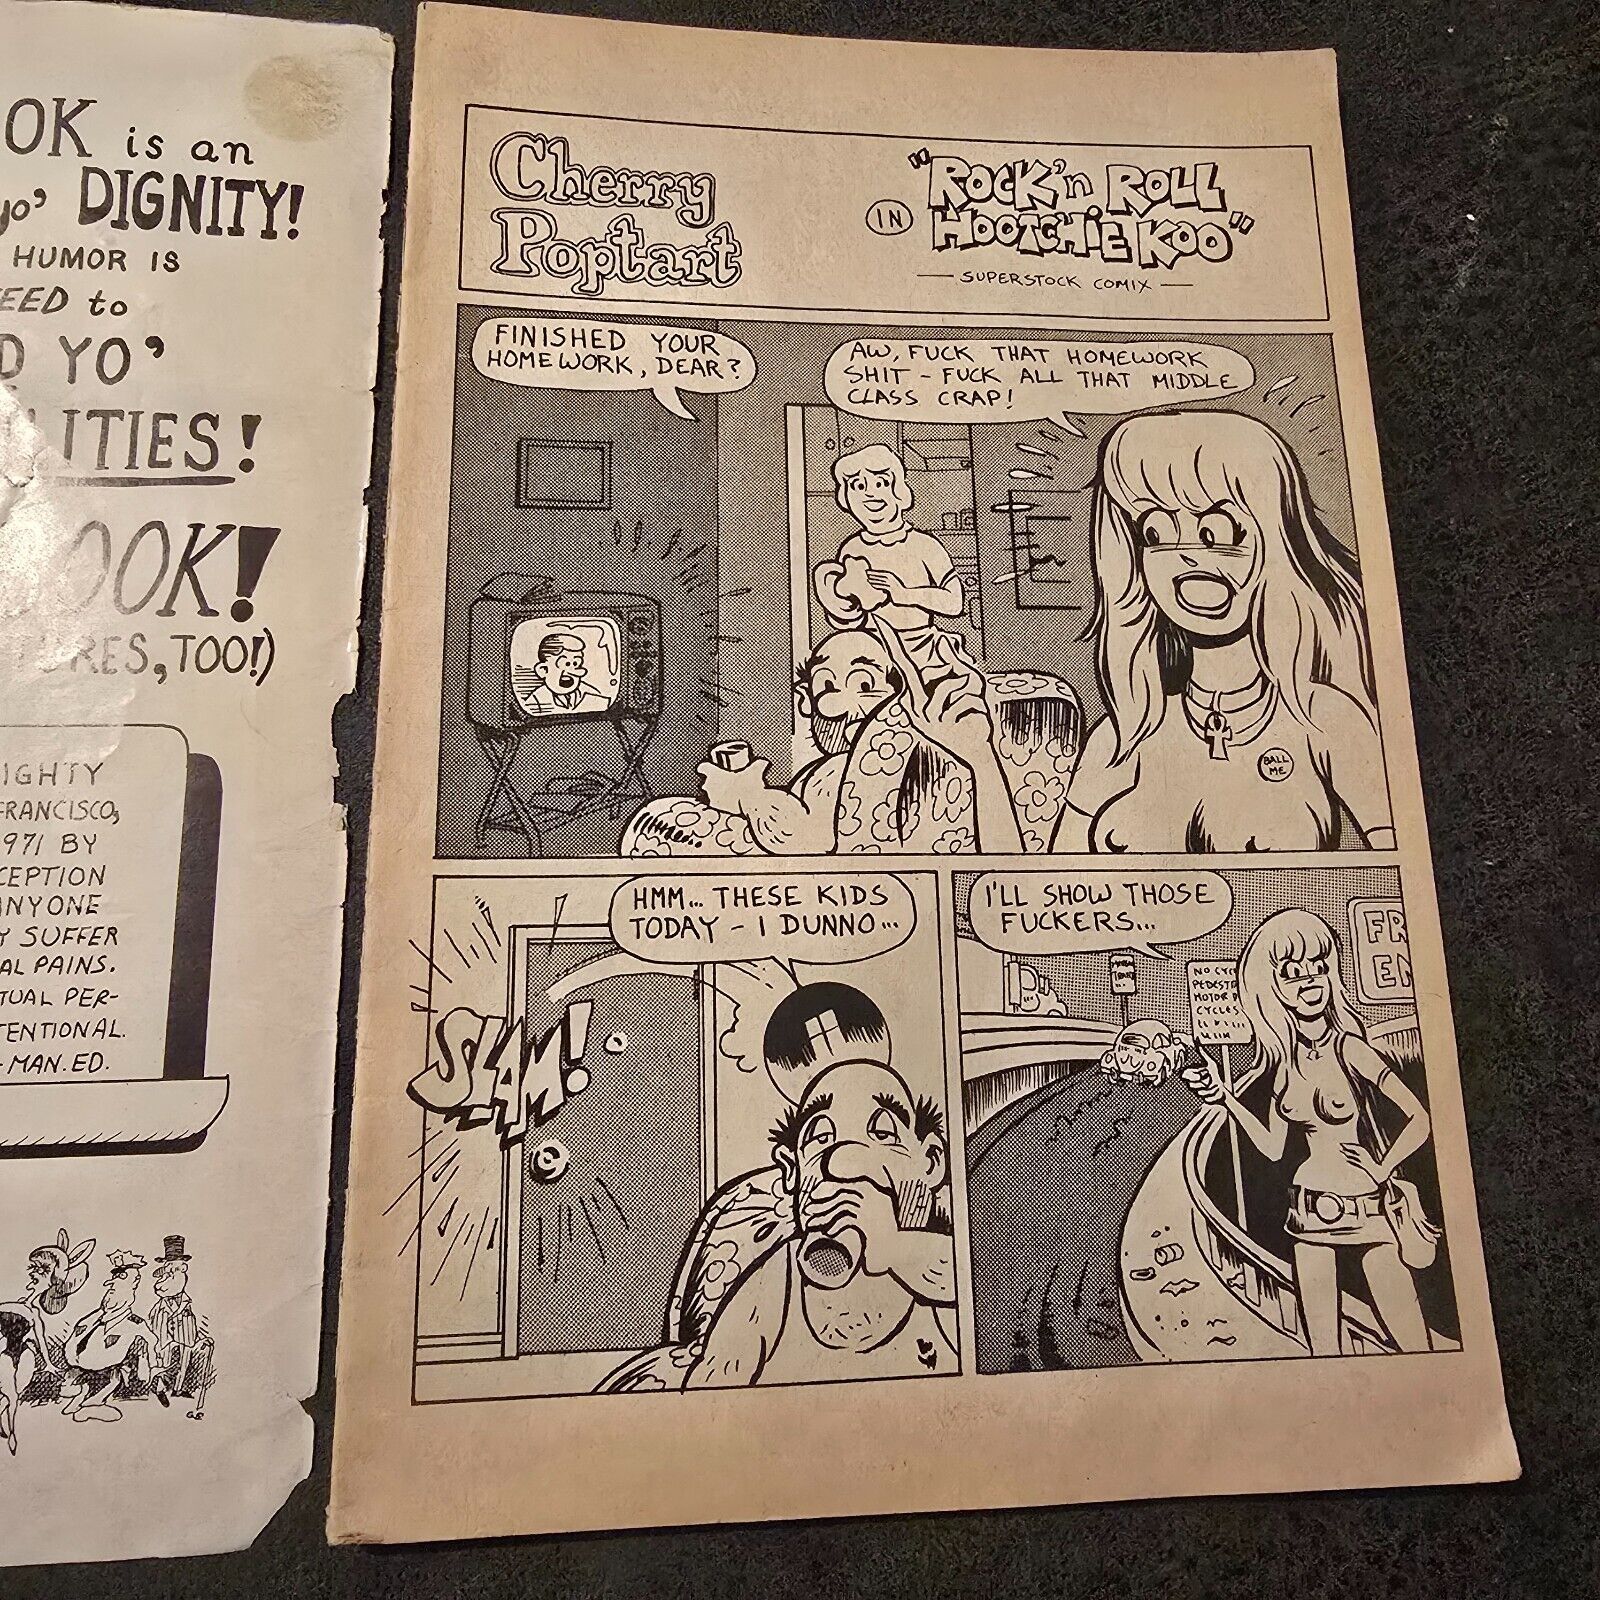 OK is an
yo' DIGNITY!
HUMOR IS
EED to
D YO'
LITIES!
OOK!
TURES, TOO!)
IGHTY
FRANCISCO,
971 BY
CEPTION
ANYONE
Y SUFFER
AL PAINS.
TUAL PER-
TENTIONAL.
-MAN.ED.
Cherry
Poptart
IN
"ROCK'n ROLL
HOOTCHIE KOO"
— SUPERSTOCK COMIX —
FINISHED YOUR
HOMEWORK, DEAR?
AW, FUCK THAT HOMEWORK
SHIT - FUCK ALL THAT MIDDLE
CLASS CRAP!
BALL
ME
HMM... THESE KIDS
TODAY - I DUNNO...
SLAM!
I'LL SHOW THOSE
FUCKERS...
NO CYC
PEDEST
MOTOR D
CYCLES
FR
EN